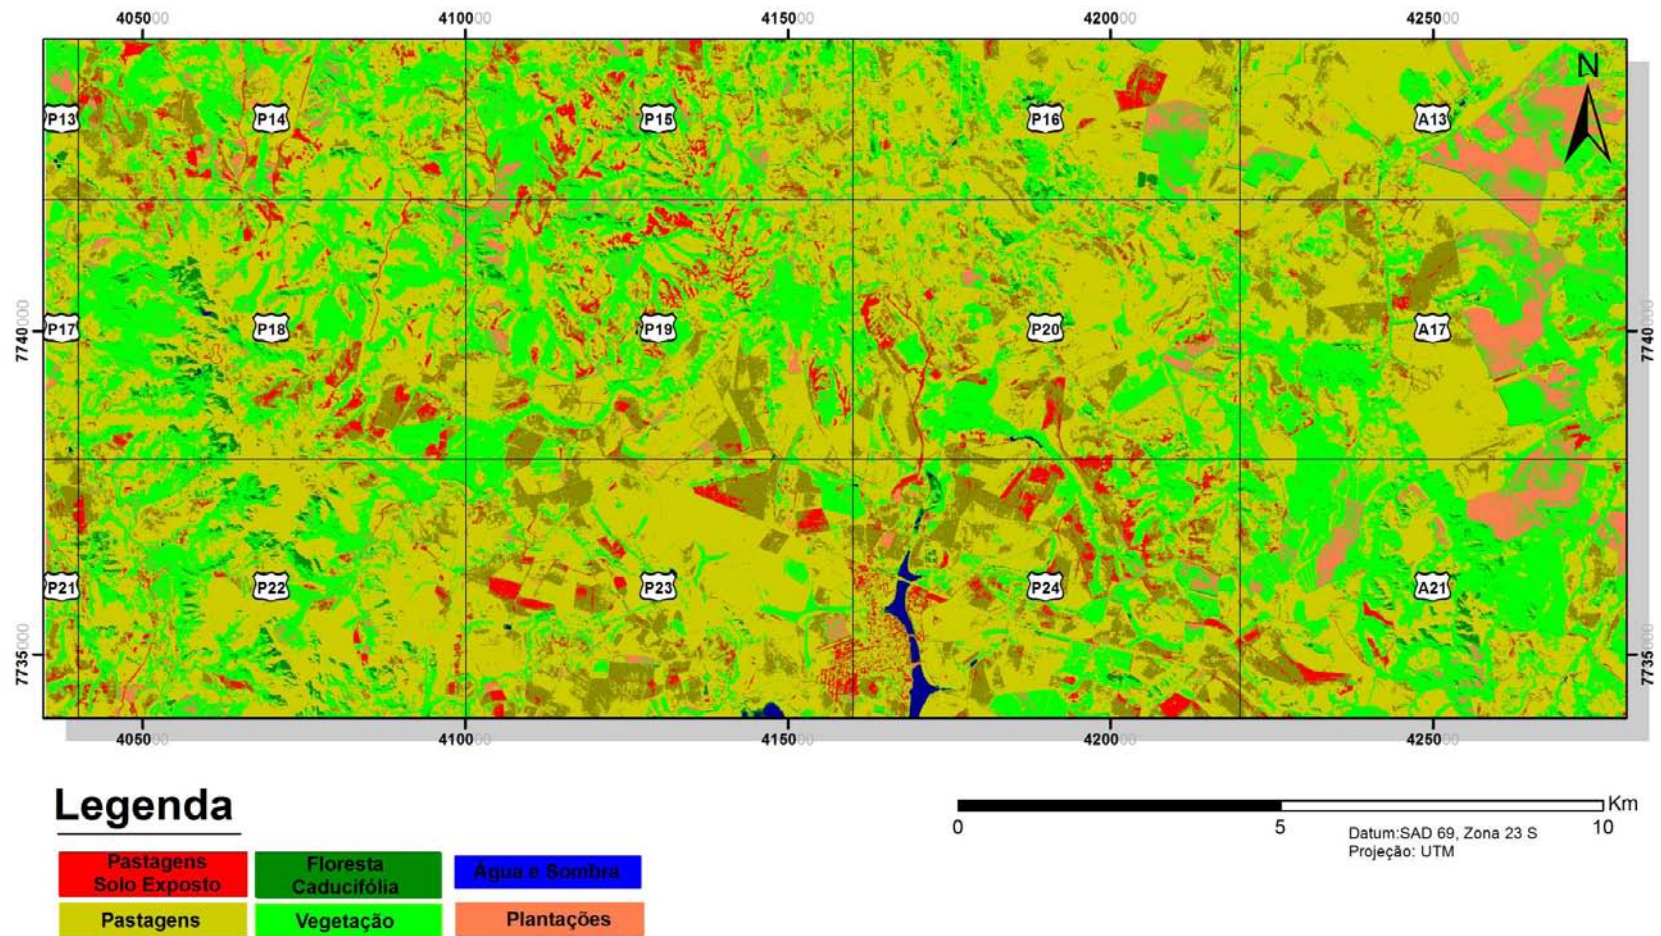 405000 410000 415000 420000 425000
N
P13 P14 P15 P16 A13
7740000 7740000
P17 P18 P19 P20 A17
P21 P22 P23 P24 A21
7735000 7735000
405000 410000 415000 420000 425000
Legenda
Pastagens
Solo Exposto
Floresta
Caducifólia
Água e Sombra
Pastagens
Vegetação
Plantações
Km
0 5 10
Datum:SAD 69, Zona 23 S
Projeção: UTM